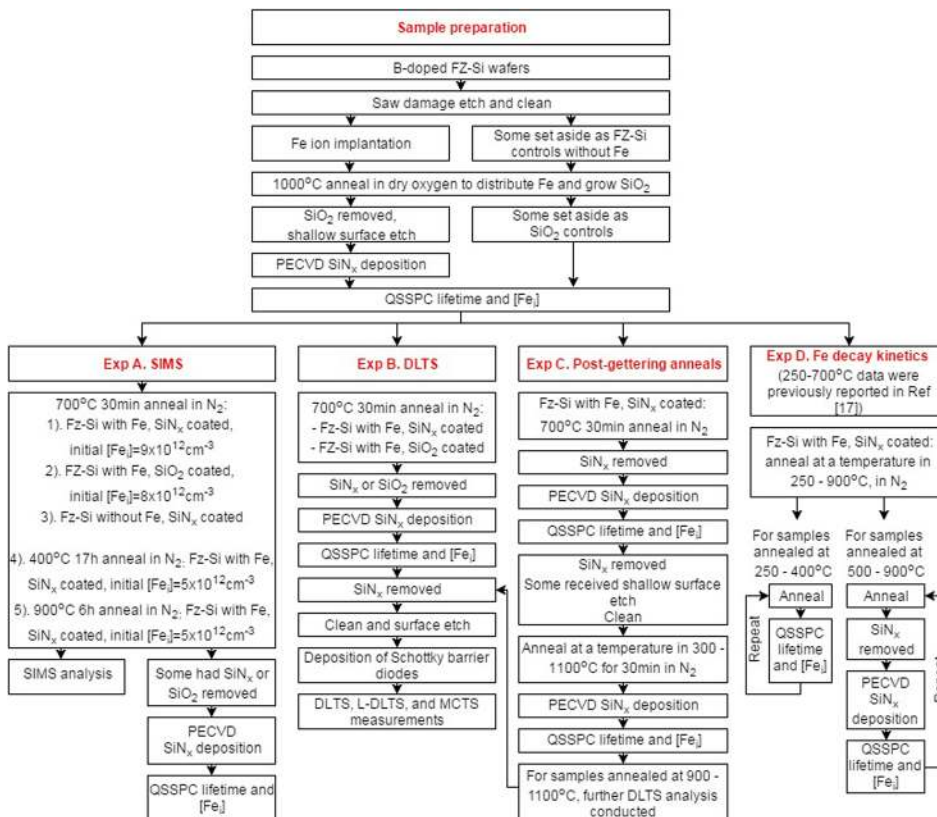 Sample preparation
B-doped FZ-Si wafers
Saw damage etch and clean
Fe ion implantation
Some set aside as FZ-Si
controls without Fe
1000°C anneal in dry oxygen to distribute Fe and grow SiO₂
SiO₂ removed,
shallow surface etch
Some set aside as
SiO₂ controls
PECVD SiNₓ deposition
QSSPC lifetime and [Feᵢ]
Exp A. SIMS
700°C 30min anneal in N₂:
1). Fz-Si with Fe, SiNₓ coated,
initial [Feᵢ]=9x10¹²cm⁻³
2). FZ-Si with Fe, SiO₂ coated,
initial [Feᵢ]=8x10¹²cm⁻³
3). Fz-Si without Fe, SiNₓ coated
4). 400°C 17h anneal in N₂: Fz-Si with Fe,
SiNₓ coated, initial [Feᵢ]=5x10¹²cm⁻³
5). 900°C 6h anneal in N₂: Fz-Si with Fe,
SiNₓ coated, initial [Feᵢ]=5x10¹²cm⁻³
SIMS analysis
Some had SiNₓ or
SiO₂ removed
PECVD
SiNₓ deposition
QSSPC lifetime and
[Feᵢ]
Exp B. DLTS
700°C 30min anneal in N₂:
- Fz-Si with Fe, SiNₓ coated
- FZ-Si with Fe, SiO₂ coated
SiNₓ or SiO₂ removed
PECVD SiNₓ deposition
QSSPC lifetime and [Feᵢ]
SiNₓ removed
Clean and surface etch
Deposition of Schottky barrier
diodes
DLTS, L-DLTS, and MCTS
measurements
Exp C. Post-gettering anneals
Fz-Si with Fe, SiNₓ coated:
700°C 30min anneal in N₂
SiNₓ removed
PECVD SiNₓ deposition
QSSPC lifetime and [Feᵢ]
SiNₓ removed
Some received shallow surface
etch
Clean
Anneal at a temperature in 300 -
1100°C for 30min in N₂
PECVD SiNₓ deposition
QSSPC lifetime and [Feᵢ]
For samples annealed at 900 -
1100°C, further DLTS analysis
conducted
Exp D. Fe decay kinetics
(250-700°C data were
previously reported in Ref
[17])
Fz-Si with Fe, SiNₓ coated:
anneal at a temperature in
250 - 900°C, in N₂
For samples
annealed at
250 - 400°C
Anneal
QSSPC
lifetime
and [Feᵢ]
Repeat
For samples
annealed at
500 - 900°C
Anneal
SiNₓ
removed
PECVD
SiNₓ
deposition
QSSPC
lifetime and [Feᵢ]